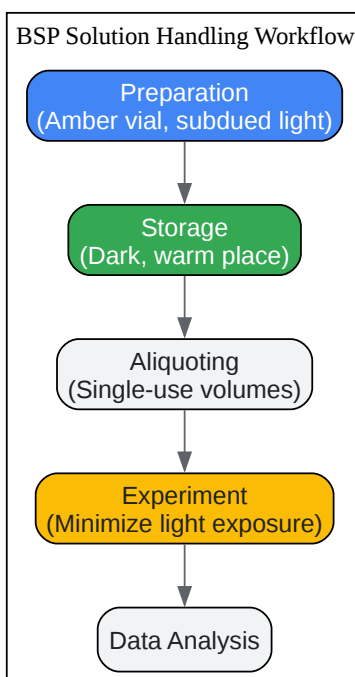 BSP Solution Handling Workflow
Preparation
(Amber vial, subdued light)
Storage
(Dark, warm place)
Aliquoting
(Single-use volumes)
Experiment
(Minimize light exposure)
Data Analysis